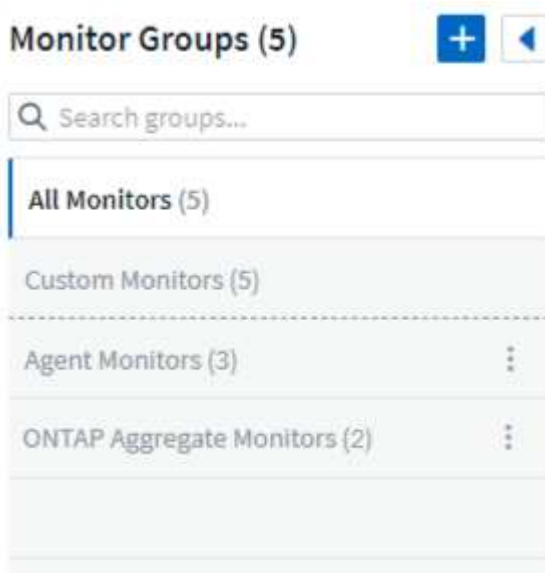 Monitor Groups (5)
Search groups...
All Monitors (5)
Custom Monitors (5)
Agent Monitors (3)
ONTAP Aggregate Monitors (2)